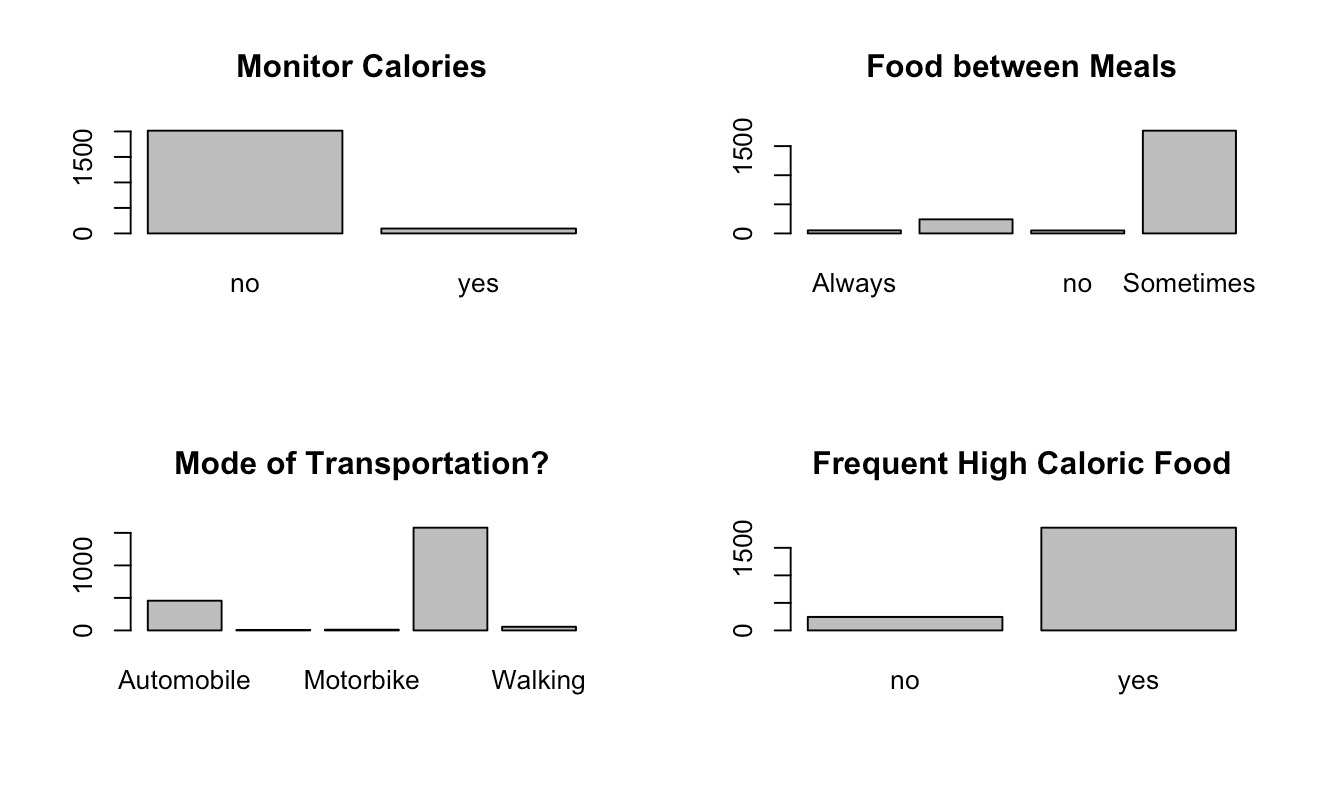 Monitor Calories
1500
0
no yes
Food between Meals
1500
0
Always no Sometimes
Mode of Transportation?
1000
0
Automobile Motorbike Walking
Frequent High Caloric Food
1500
0
no yes